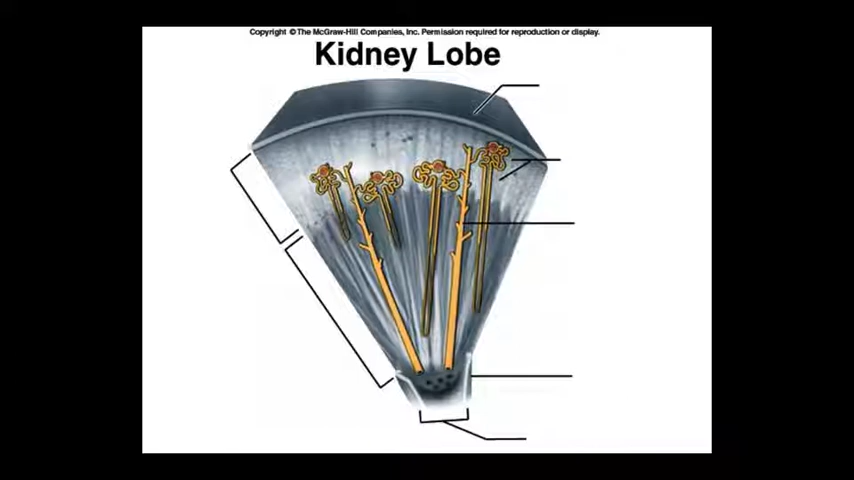 Copyright © The McGraw-Hill Companies, Inc. Permission required for reproduction or display.
Kidney Lobe